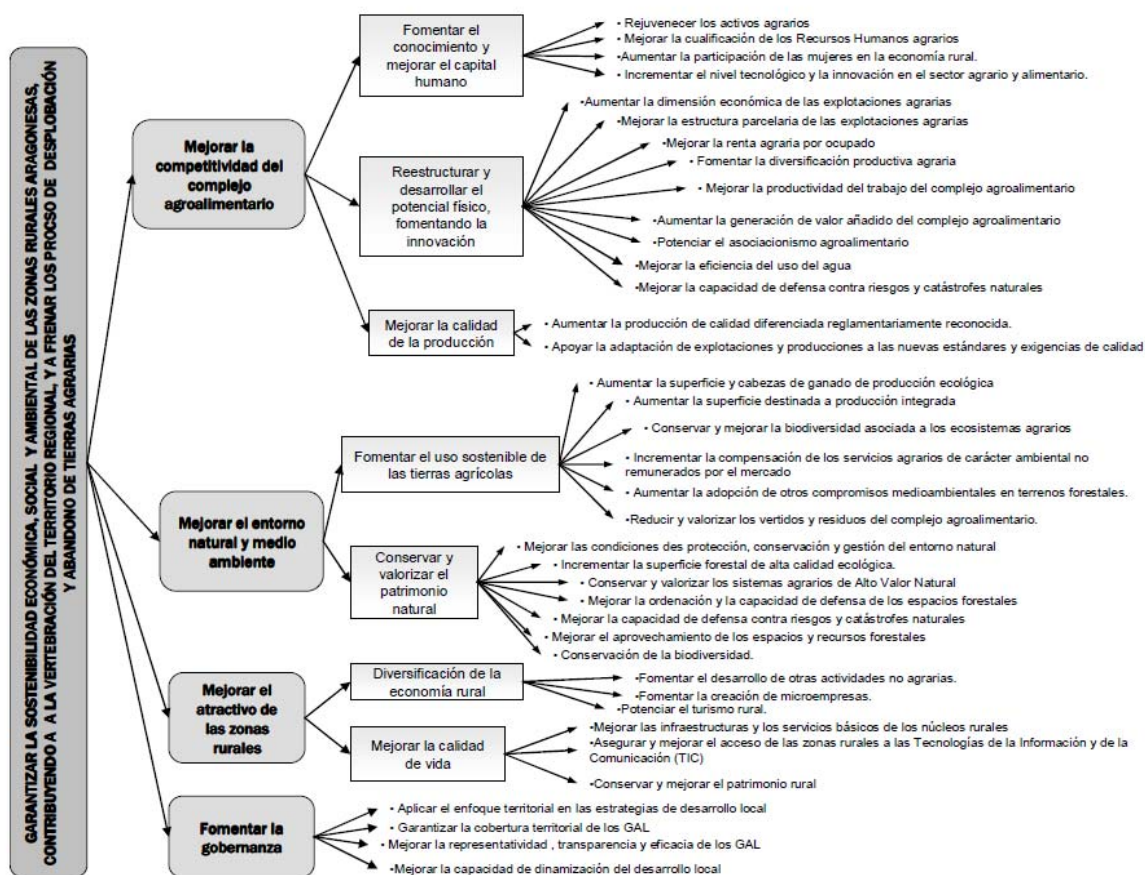 GARANTIZAR LA SOSTENIBILIDAD ECONÓMICA, SOCIAL Y AMBIENTAL DE LAS ZONAS RURALES ARAGONESAS,
CONTRIBUYENDO A LA VERTEBRACIÓN DEL TERRITORIO REGIONAL, Y A FRENAR LOS PROCSO DE DESPLOBACIÓN
Y ABANDONO DE TIERRAS AGRARIAS
Mejorar la
competitividad del
complejo
agroalimentario
Fomentar el
conocimiento y
mejorar el capital
humano
• Rejuvenecer los activos agrarios
• Mejorar la cualificación de los Recursos Humanos agrarios
•Aumentar la participación de las mujeres en la economía rural.
• Incrementar el nivel tecnológico y la innovación en el sector agrario y alimentario.
Reestructurar y
desarrollar el
potencial físico,
fomentando la
innovación
•Aumentar la dimensión económica de las explotaciones agrarias
•Mejorar la estructura parcelaria de las explotaciones agrarias
•Mejorar la renta agraria por ocupado
• Fomentar la diversificación productiva agraria
• Mejorar la productividad del trabajo del complejo agroalimentario
•Aumentar la generación de valor añadido del complejo agroalimentario
•Potenciar el asociacionismo agroalimentario
•Mejorar la eficiencia del uso del agua
•Mejorar la capacidad de defensa contra riesgos y catástrofes naturales
Mejorar la calidad
de la producción
• Aumentar la producción de calidad diferenciada reglamentariamente reconocida.
• Apoyar la adaptación de explotaciones y producciones a las nuevas estándares y exigencias de calidad
Mejorar el entorno
natural y medio
ambiente
Fomentar el uso sostenible de
las tierras agrícolas
• Aumentar la superficie y cabezas de ganado de producción ecológica
• Aumentar la superficie destinada a producción integrada
• Conservar y mejorar la biodiversidad asociada a los ecosistemas agrarios
• Incrementar la compensación de los servicios agrarios de carácter ambiental no
remunerados por el mercado
• Aumentar la adopción de otros compromisos medioambientales en terrenos forestales.
•Reducir y valorizar los vertidos y residuos del complejo agroalimentario.
Conservar y
valorizar el
patrimonio
natural
• Mejorar las condiciones des protección, conservación y gestión del entorno natural
• Incrementar la superficie forestal de alta calidad ecológica.
• Conservar y valorizar los sistemas agrarios de Alto Valor Natural
• Mejorar la ordenación y la capacidad de defensa de los espacios forestales
• Mejorar la capacidad de defensa contra riesgos y catástrofes naturales
• Mejorar el aprovechamiento de los espacios y recursos forestales
• Conservación de la biodiversidad.
Mejorar el
atractivo de
las zonas
rurales
Diversificación de la
economía rural
•Fomentar el desarrollo de otras actividades no agrarias.
•Fomentar la creación de microempresas.
•Potenciar el turismo rural.
Mejorar la calidad
de vida
•Mejorar las infraestructuras y los servicios básicos de los núcleos rurales
•Asegurar y mejorar el acceso de las zonas rurales a las Tecnologías de la Información y de la
Comunicación (TIC)
•Conservar y mejorar el patrimonio rural
Fomentar la
gobernanza
• Aplicar el enfoque territorial en las estrategias de desarrollo local
• Garantizar la cobertura territorial de los GAL
• Mejorar la representatividad , transparencia y eficacia de los GAL
•Mejorar la capacidad de dinamización del desarrollo local